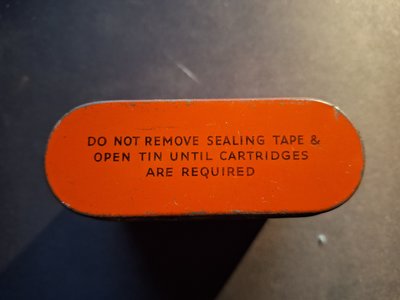 DO NOT REMOVE SEALING TAPE &
OPEN TIN UNTIL CARTRIDGES
ARE REQUIRED